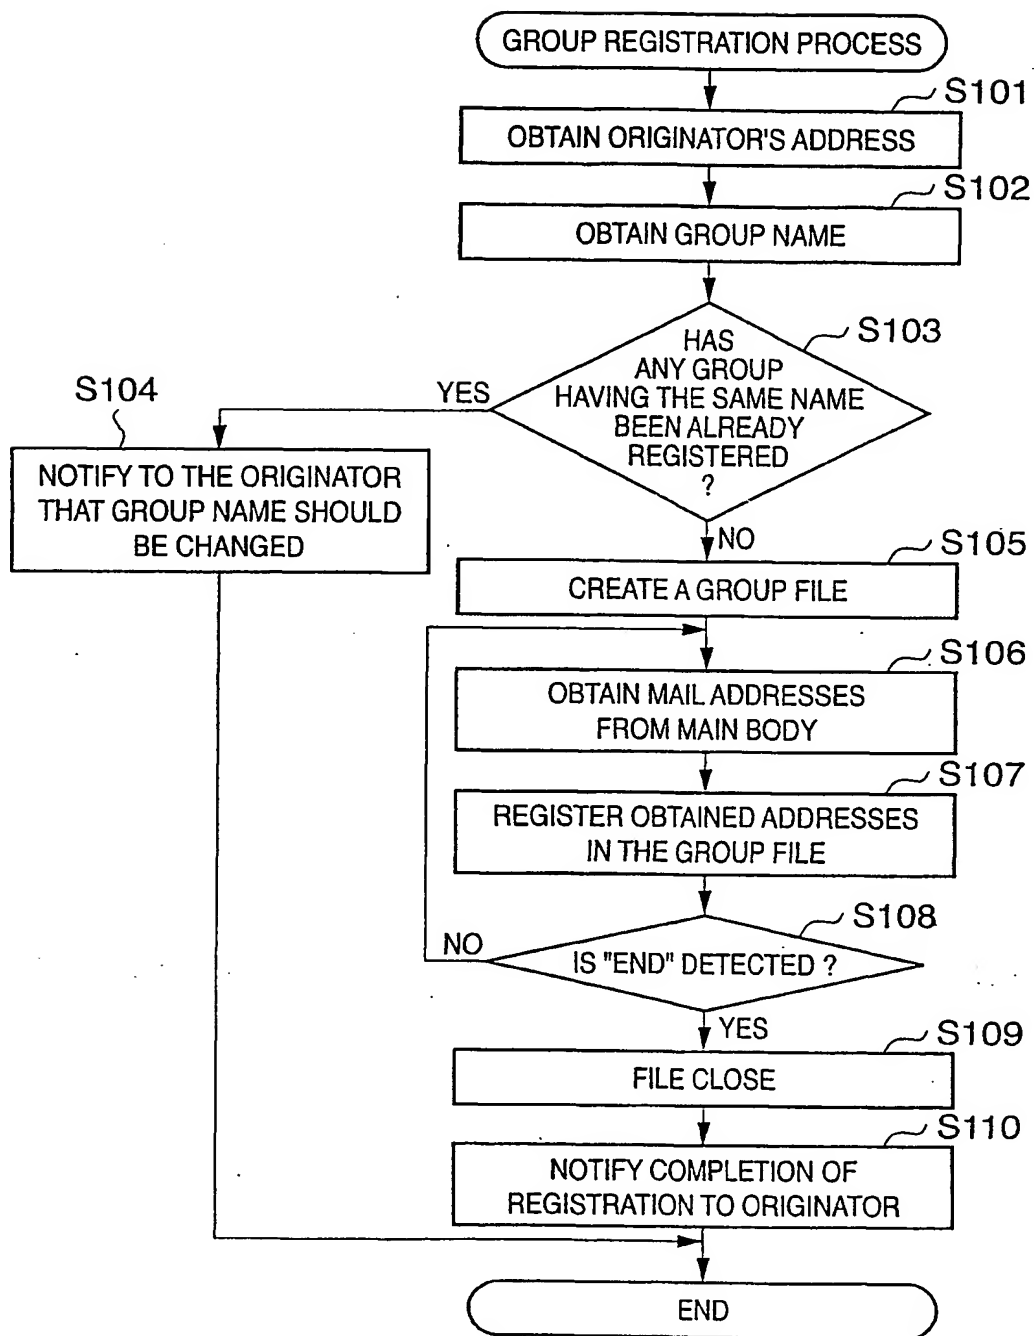 GROUP REGISTRATION PROCESS
S101
OBTAIN ORIGINATOR'S ADDRESS
S102
OBTAIN GROUP NAME
S103
HAS
ANY GROUP
HAVING THE SAME NAME
BEEN ALREADY
REGISTERED
?
YES
S104
NOTIFY TO THE ORIGINATOR
THAT GROUP NAME SHOULD
BE CHANGED
NO
S105
CREATE A GROUP FILE
S106
OBTAIN MAIL ADDRESSES
FROM MAIN BODY
S107
REGISTER OBTAINED ADDRESSES
IN THE GROUP FILE
S108
NO
IS "END" DETECTED ?
YES
S109
FILE CLOSE
S110
NOTIFY COMPLETION OF
REGISTRATION TO ORIGINATOR
END